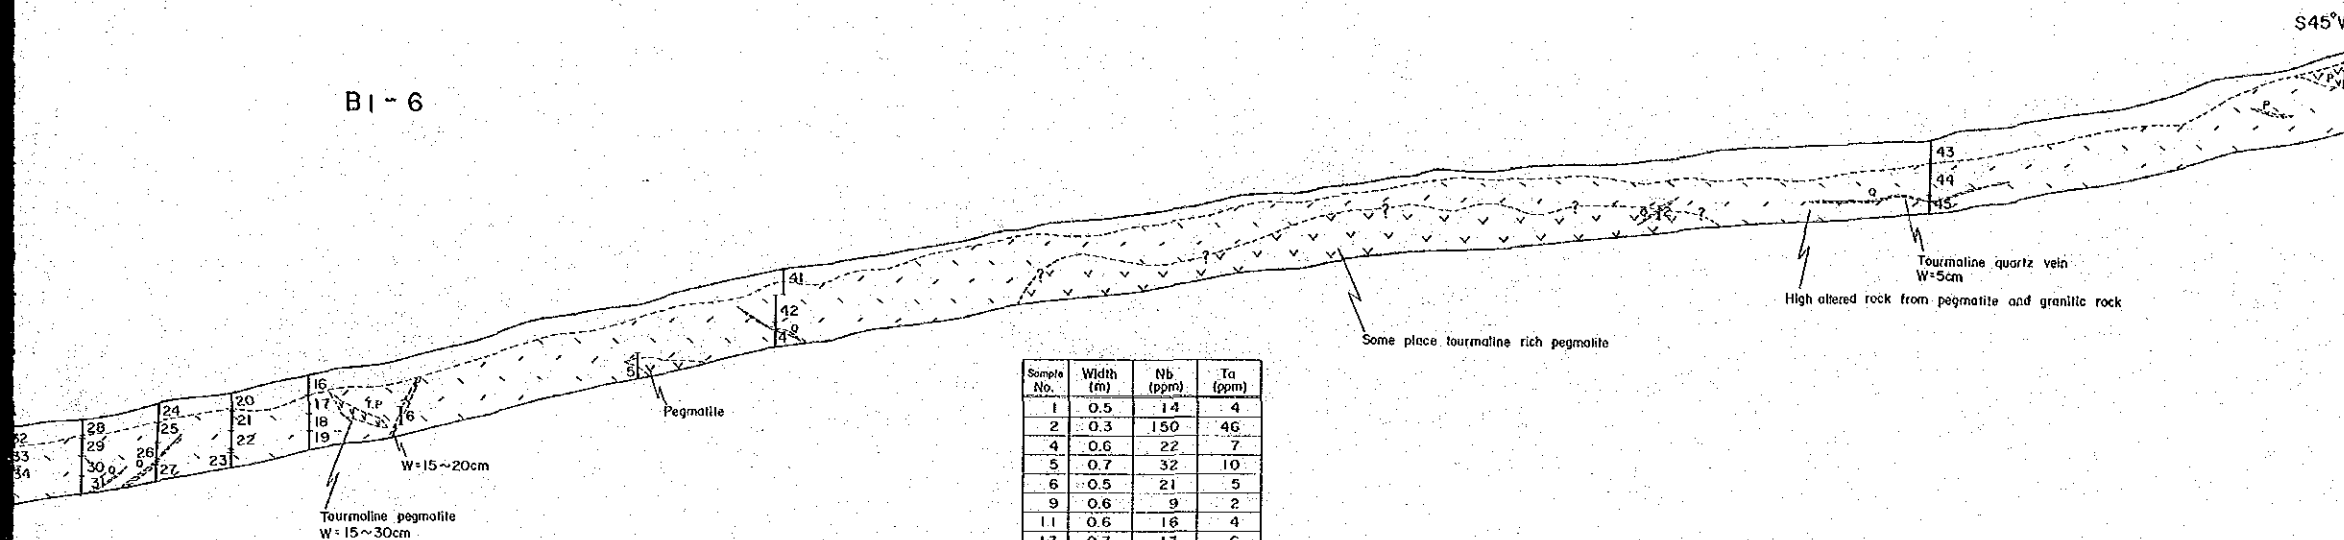 S45°W
B1-6
43
44
45
Q
P
P
Q
?
?
?
?
?
12
Tourmaline quartz vein
W=5cm
High altered rock from pegmatite and granitic rock
Some place tourmaline rich pegmatite
41
42
4
Q
5
Pegmatite
16
17
18
19
T.P
6
W=15~20cm
Tourmaline pegmatite
W=15~30cm
20
21
22
23
24
25
26
27
Q
28
29
30
31
Q
32
33
34
Sample No. Width (m) Nb (ppm) Ta (ppm)
1 0.5 14 4
2 0.3 150 46
4 0.6 22 7
5 0.7 32 10
6 0.5 21 5
9 0.6 9 2
11 0.6 16 4